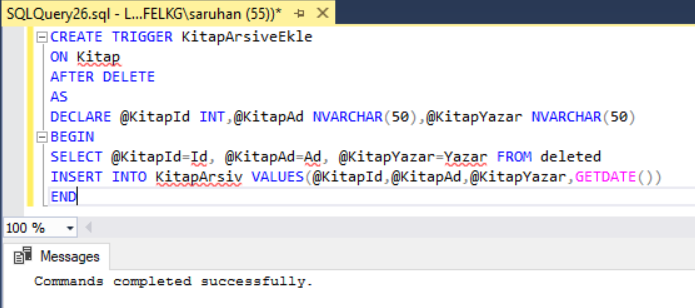 SQLQuery26.sql - L...FELKG\saruhan (55))*
CREATE TRIGGER KitapArsiveEkle
ON Kitap
AFTER DELETE
AS
DECLARE @KitapId INT,@KitapAd NVARCHAR(50),@KitapYazar NVARCHAR(50)
BEGIN
SELECT @KitapId=Id, @KitapAd=Ad, @KitapYazar=Yazar FROM deleted
INSERT INTO KitapArsiv VALUES(@KitapId,@KitapAd,@KitapYazar,GETDATE())
END
100 %
Messages
Commands completed successfully.